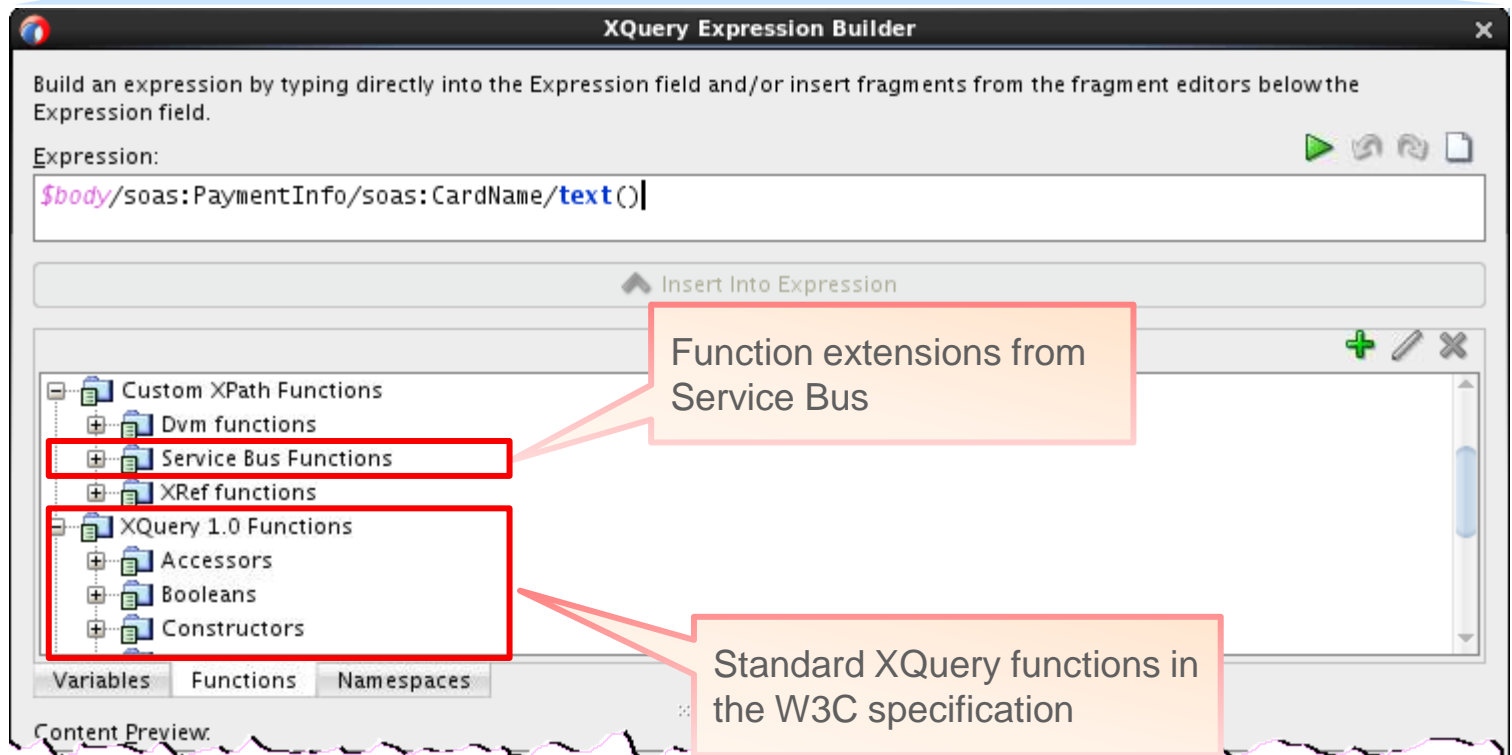 XQuery Expression Builder
Build an expression by typing directly into the Expression field and/or insert fragments from the fragment editors below the
Expression field.
Expression:
$body/soas:PaymentInfo/soas:CardName/text()
Insert Into Expression
Function extensions from
Service Bus
Custom XPath Functions
Dvm functions
Service Bus Functions
XRef functions
XQuery 1.0 Functions
Accessors
Booleans
Constructors
Standard XQuery functions in
the W3C specification
Variables Functions Namespaces
Content Preview: